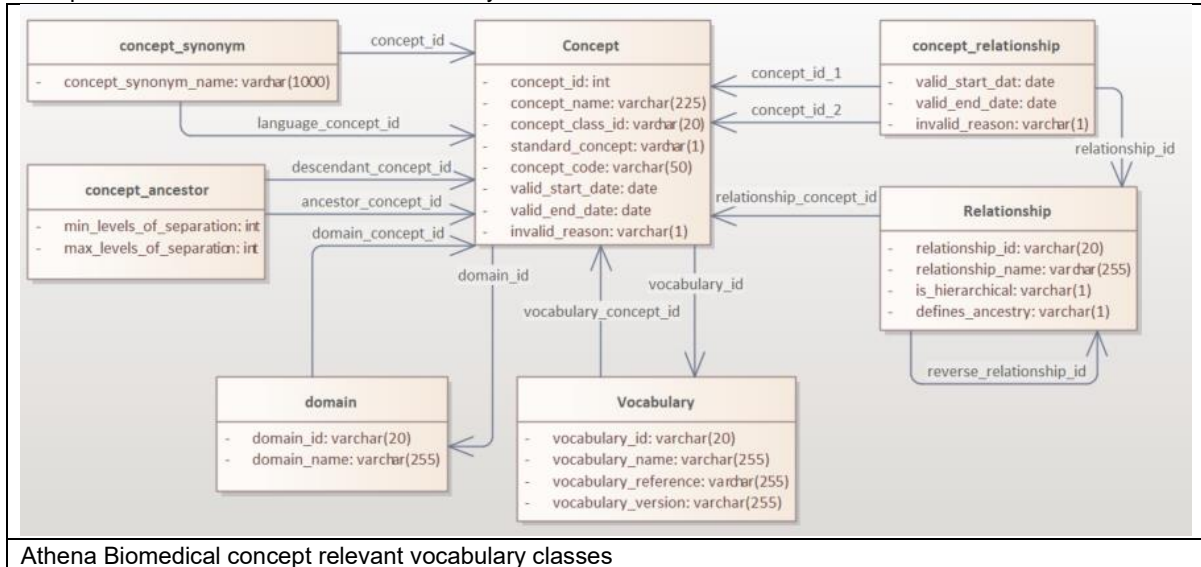 concept_synonym
- concept_synonym_name: varchar(1000)
concept_id
language_concept_id
Concept
- concept_id: int
- concept_name: varchar(225)
- concept_class_id: varchar(20)
- standard_concept: varchar(1)
- concept_code: varchar(50)
- valid_start_date: date
- valid_end_date: date
- invalid_reason: varchar(1)
concept_relationship
- valid_start_dat: date
- valid_end_date: date
- invalid_reason: varchar(1)
concept_id_1
concept_id_2
relationship_id
concept_ancestor
- min_levels_of_separation: int
- max_levels_of_separation: int
descendant_concept_id
ancestor_concept_id
domain_concept_id
relationship_concept_id
Relationship
- relationship_id: varchar(20)
- relationship_name: varchar(255)
- is_hierarchical: varchar(1)
- defines_ancestry: varchar(1)
reverse_relationship_id
domain_id
vocabulary_id
vocabulary_concept_id
domain
- domain_id: varchar(20)
- domain_name: varchar(255)
Vocabulary
- vocabulary_id: varchar(20)
- vocabulary_name: varchar(255)
- vocabulary_reference: varchar(255)
- vocabulary_version: varchar(255)
Athena Biomedical concept relevant vocabulary classes